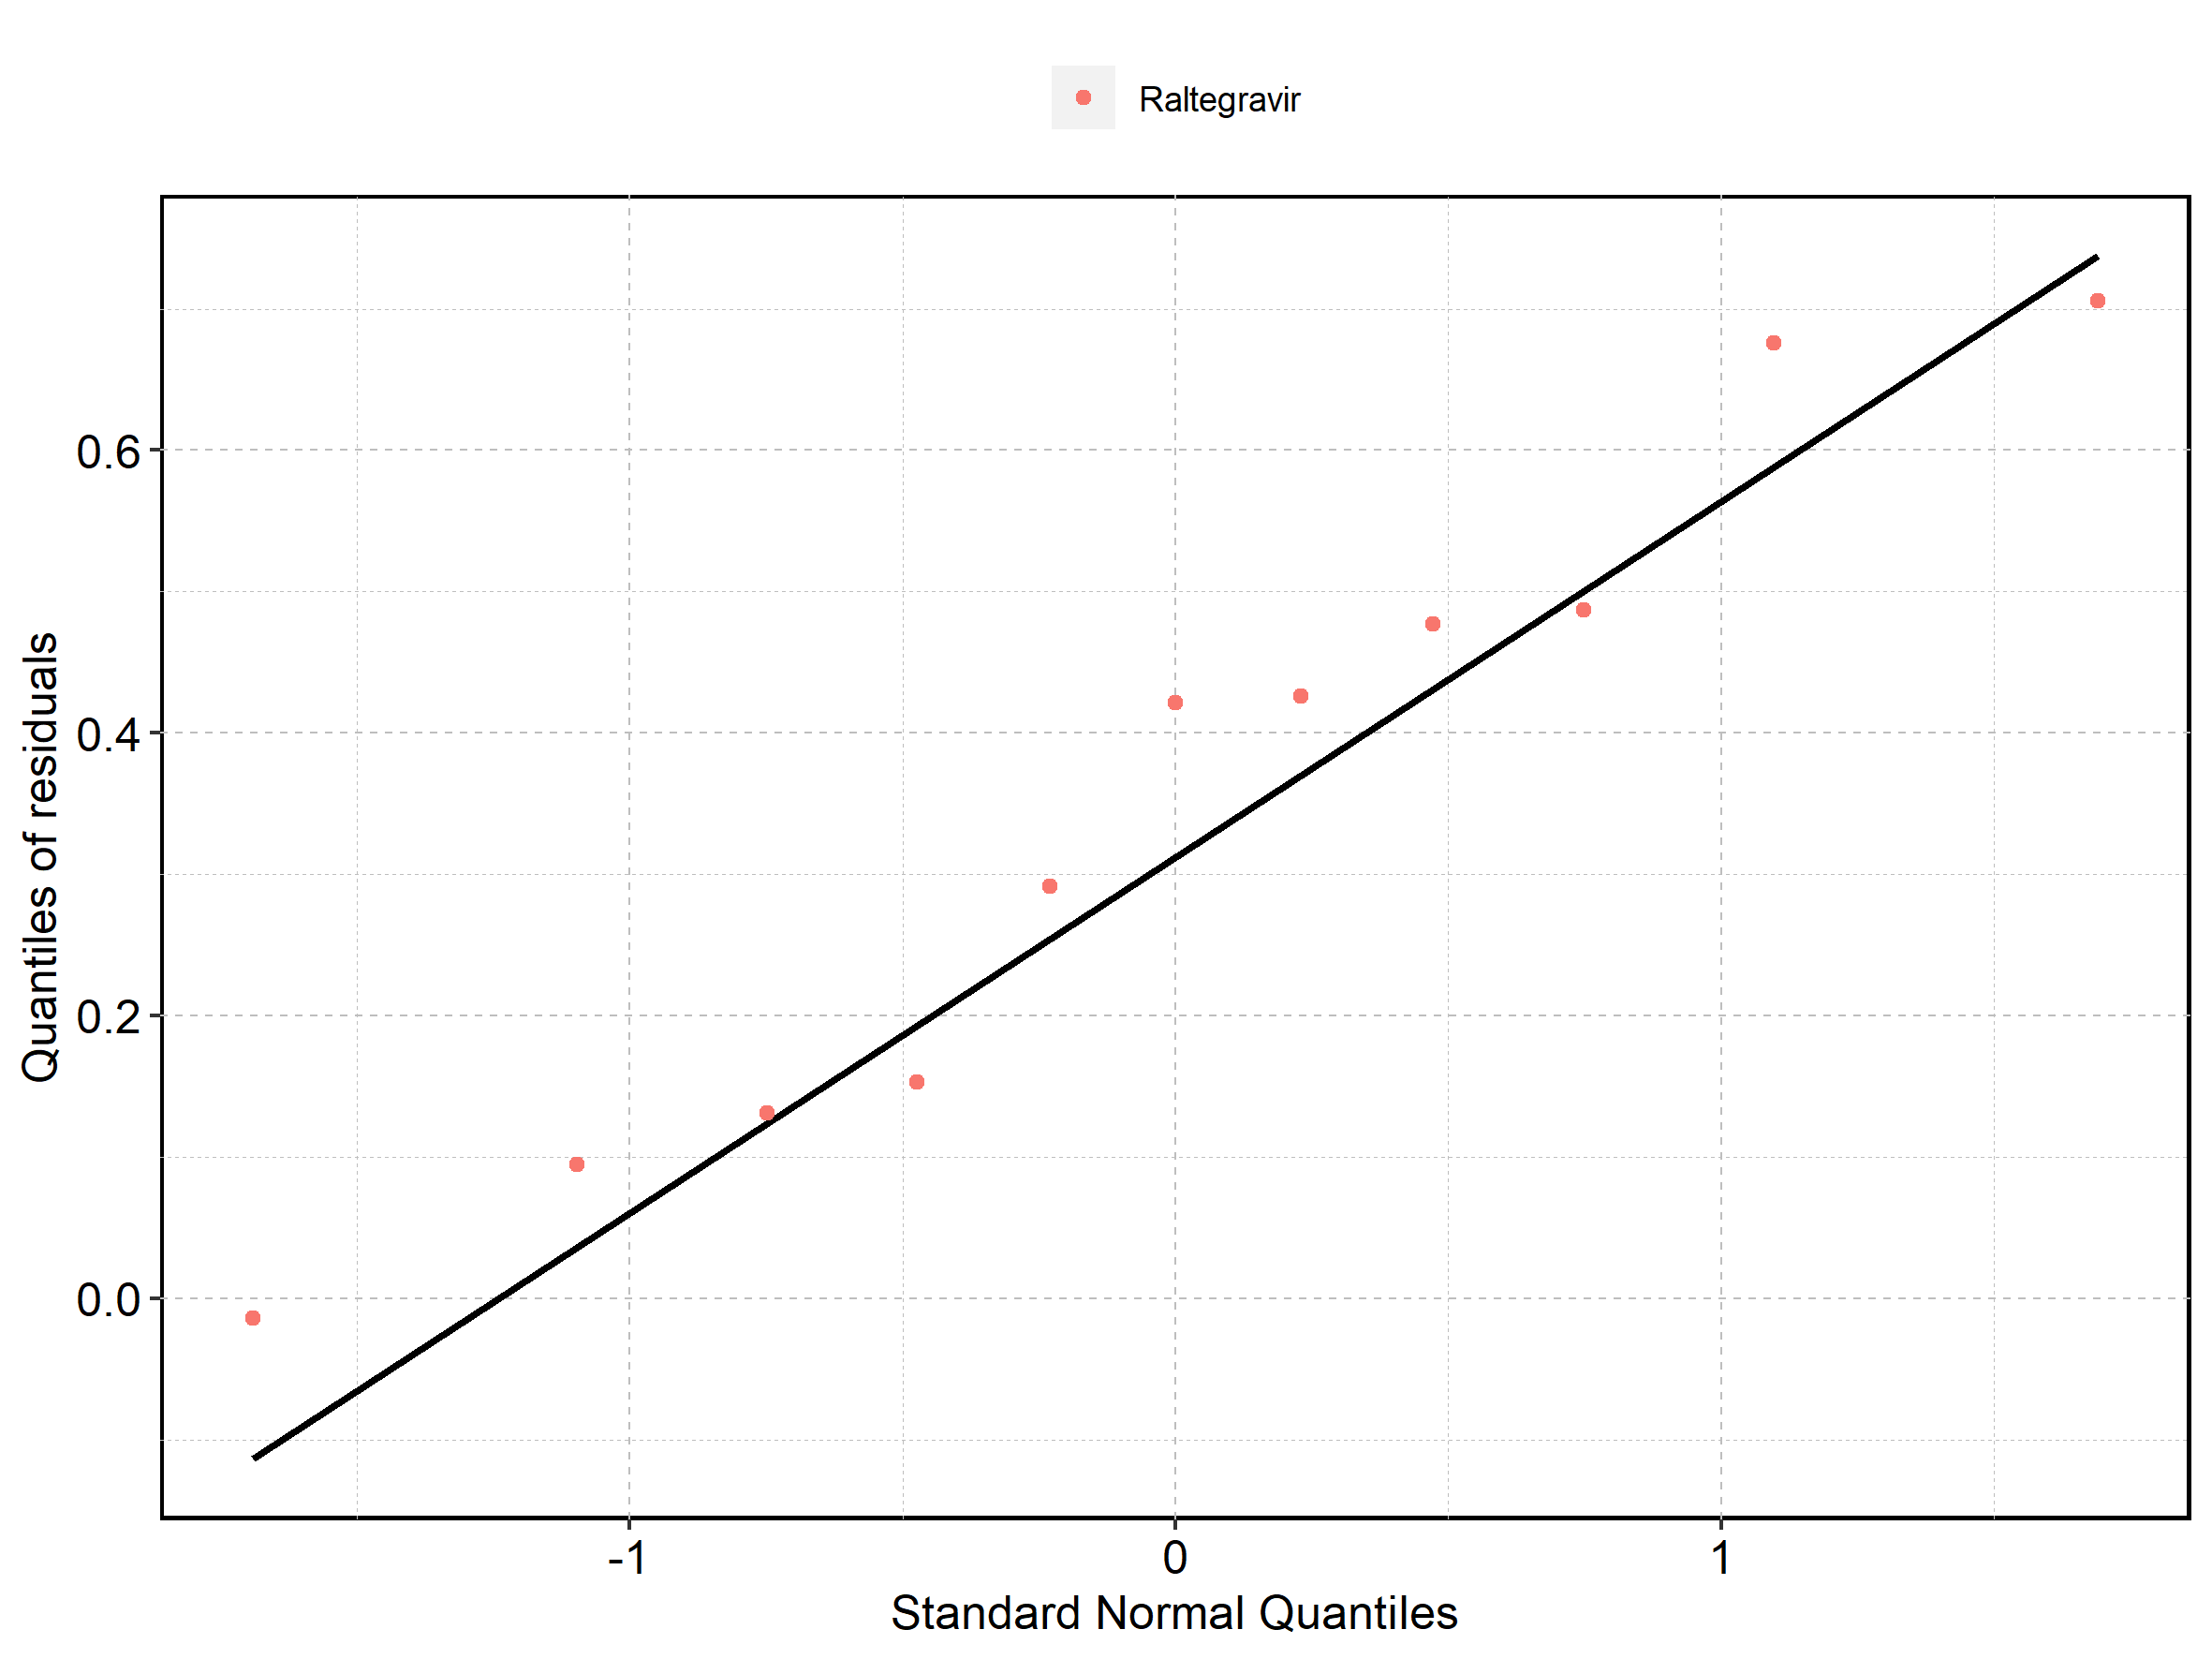 Raltegravir
0.6
0.4
0.2
0.0
Quantiles of residuals
-1 0 1
Standard Normal Quantiles